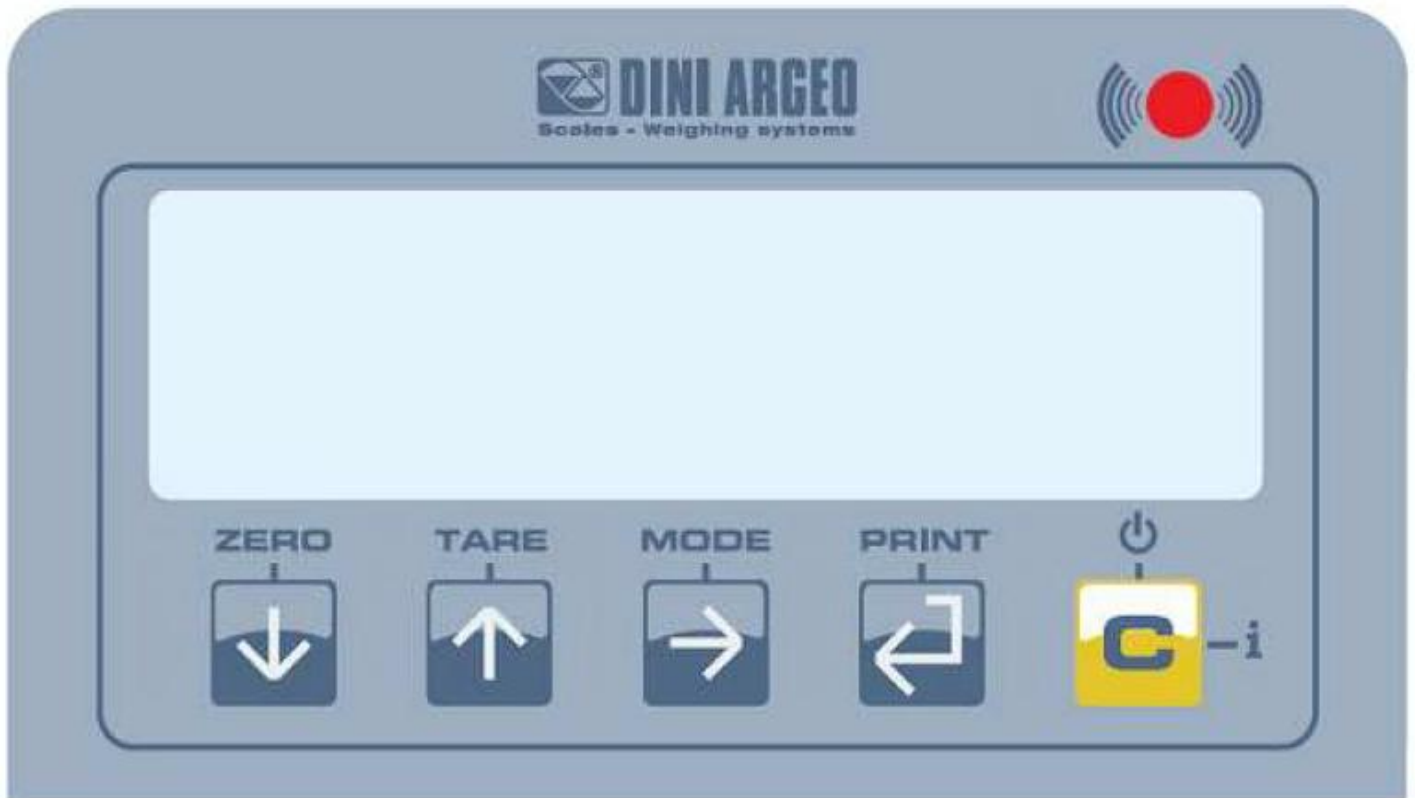 DINI ARGEO
Scales - Weighing systems
ZERO
TARE
MODE
PRINT
C
i